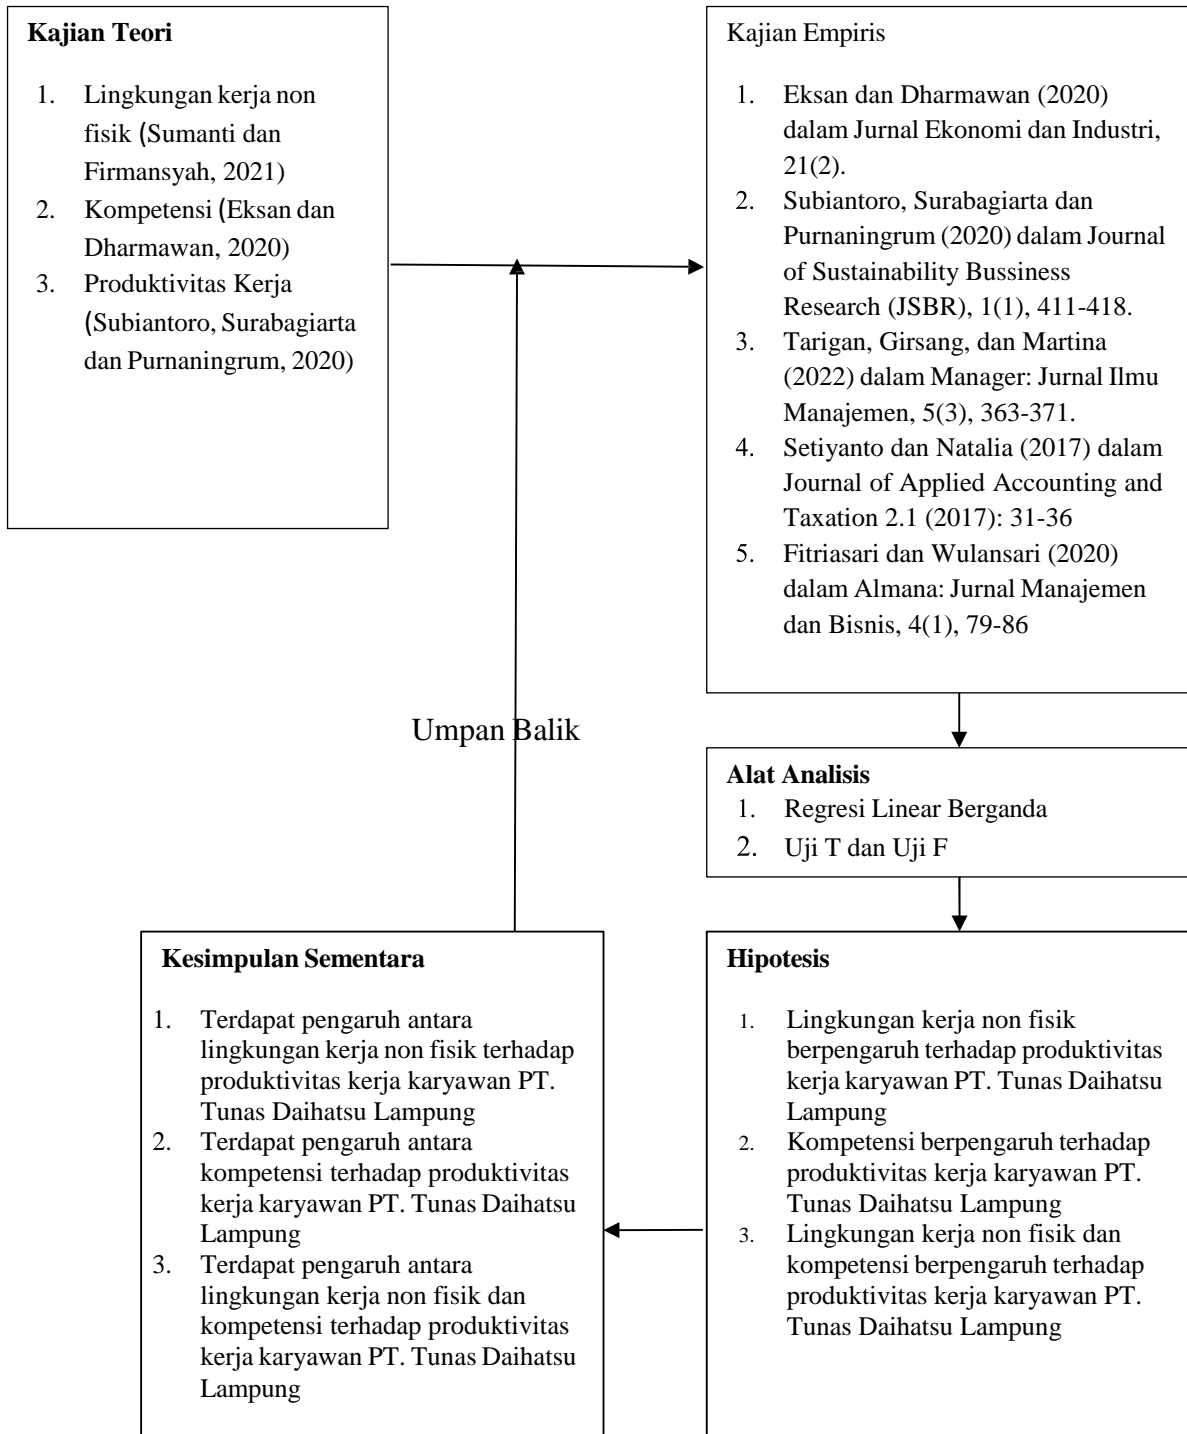 Kajian Teori
1. Lingkungan kerja non
fisik (Sumanti dan
Firmansyah, 2021)
2. Kompetensi (Eksan dan
Dharmawan, 2020)
3. Produktivitas Kerja
(Subiantoro, Surabagiarta
dan Purnaningrum, 2020)
Kajian Empiris
1. Eksan dan Dharmawan (2020)
dalam Jurnal Ekonomi dan Industri,
21(2).
2. Subiantoro, Surabagiarta dan
Purnaningrum (2020) dalam Journal
of Sustainability Bussiness
Research (JSBR), 1(1), 411-418.
3. Tarigan, Girsang, dan Martina
(2022) dalam Manager: Jurnal Ilmu
Manajemen, 5(3), 363-371.
4. Setiyanto dan Natalia (2017) dalam
Journal of Applied Accounting and
Taxation 2.1 (2017): 31-36
5. Fitriasari dan Wulansari (2020)
dalam Almana: Jurnal Manajemen
dan Bisnis, 4(1), 79-86
Umpan Balik
Alat Analisis
1. Regresi Linear Berganda
2. Uji T dan Uji F
Hipotesis
1. Lingkungan kerja non fisik
berpengaruh terhadap produktivitas
kerja karyawan PT. Tunas Daihatsu
Lampung
2. Kompetensi berpengaruh terhadap
produktivitas kerja karyawan PT.
Tunas Daihatsu Lampung
3. Lingkungan kerja non fisik dan
kompetensi berpengaruh terhadap
produktivitas kerja karyawan PT.
Tunas Daihatsu Lampung
Kesimpulan Sementara
1. Terdapat pengaruh antara
lingkungan kerja non fisik terhadap
produktivitas kerja karyawan PT.
Tunas Daihatsu Lampung
2. Terdapat pengaruh antara
kompetensi terhadap produktivitas
kerja karyawan PT. Tunas Daihatsu
Lampung
3. Terdapat pengaruh antara
lingkungan kerja non fisik dan
kompetensi terhadap produktivitas
kerja karyawan PT. Tunas Daihatsu
Lampung